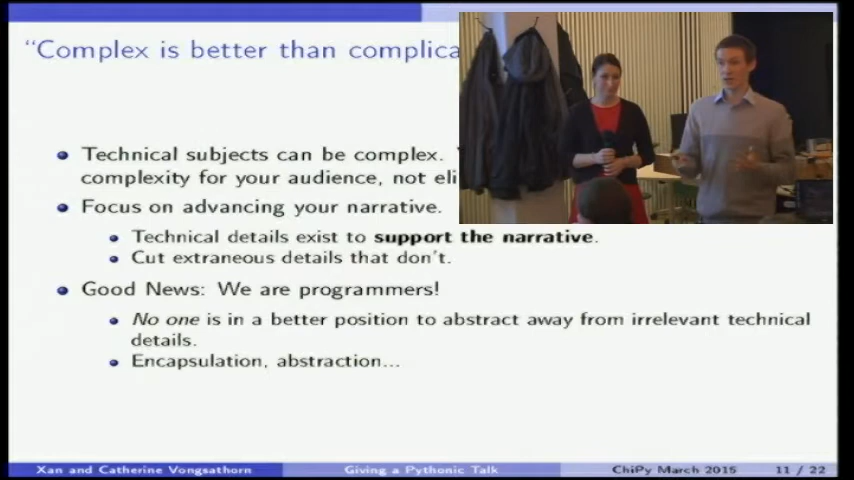 “Complex is better than complica
Technical subjects can be complex.
complexity for your audience, not eli
Focus on advancing your narrative.
Technical details exist to support the narrative.
Cut extraneous details that don't.
Good News: We are programmers!
No one is in a better position to abstract away from irrelevant technical
details.
Encapsulation, abstraction...
Xan and Catherine Vongsathorn Giving a Pythonic Talk ChiPy March 2015 11 / 22